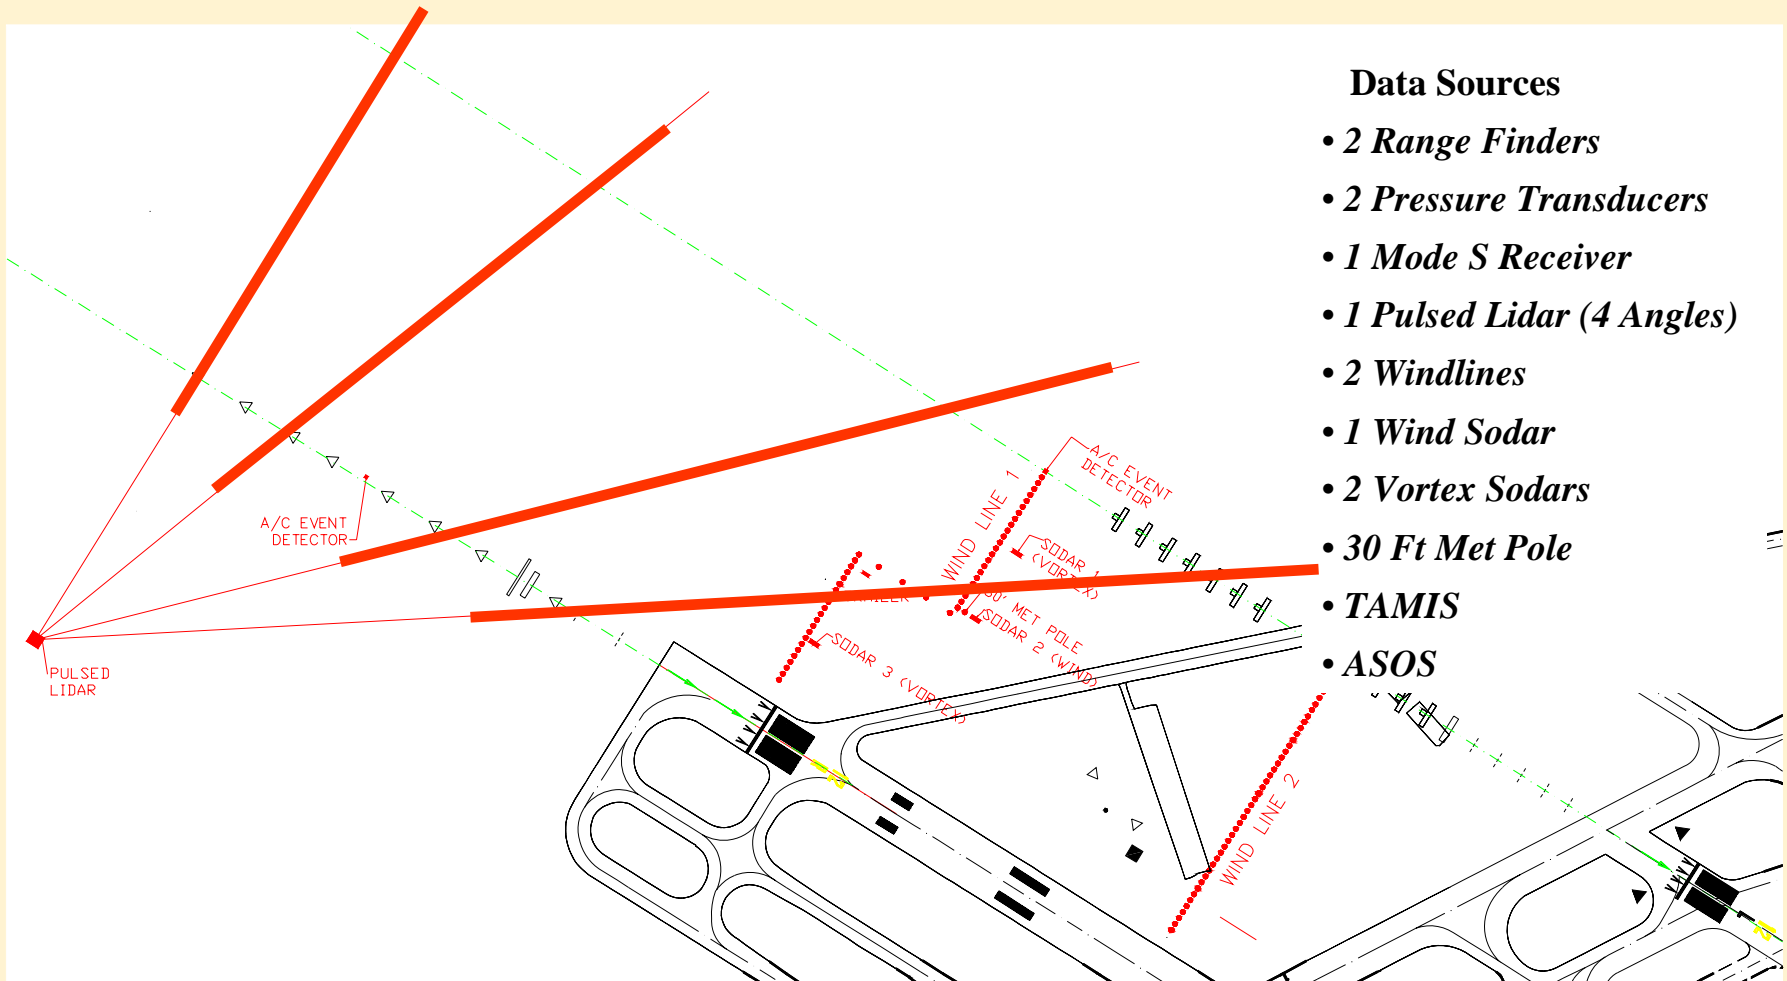 Data Sources
• 2 Range Finders
• 2 Pressure Transducers
• 1 Mode S Receiver
• 1 Pulsed Lidar (4 Angles)
• 2 Windlines
• 1 Wind Sodar
• 2 Vortex Sodars
• 30 Ft Met Pole
• TAMIS
• ASOS
A/C EVENT
DETECTOR
WIND LINE 1
SODAR 1
(VORTEX)
A/C EVENT
DETECTOR
MET POLE
SODAR 2 (WIND)
SODAR 3 (VORTEX)
PULSED
LIDAR
WIND LINE 2